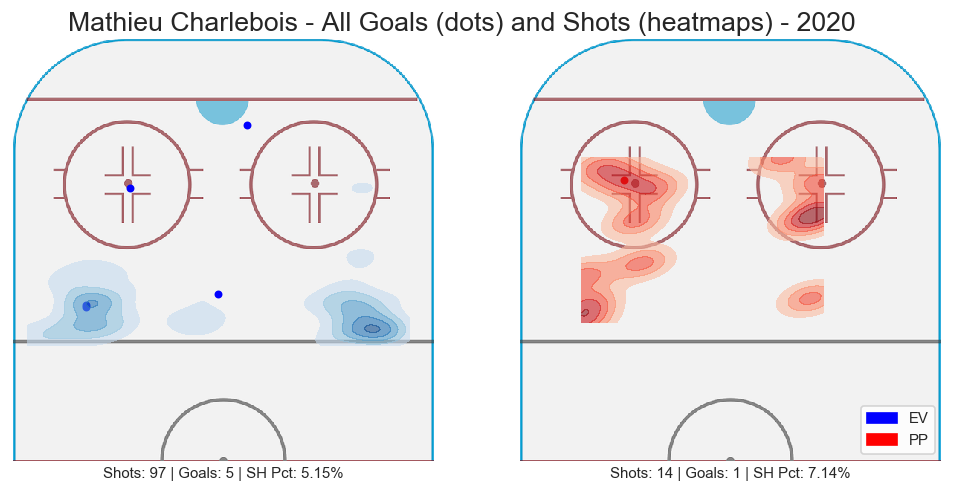 Mathieu Charlebois - All Goals (dots) and Shots (heatmaps) - 2020
EV
PP
Shots: 97 | Goals: 5 | SH Pct: 5.15%
Shots: 14 | Goals: 1 | SH Pct: 7.14%